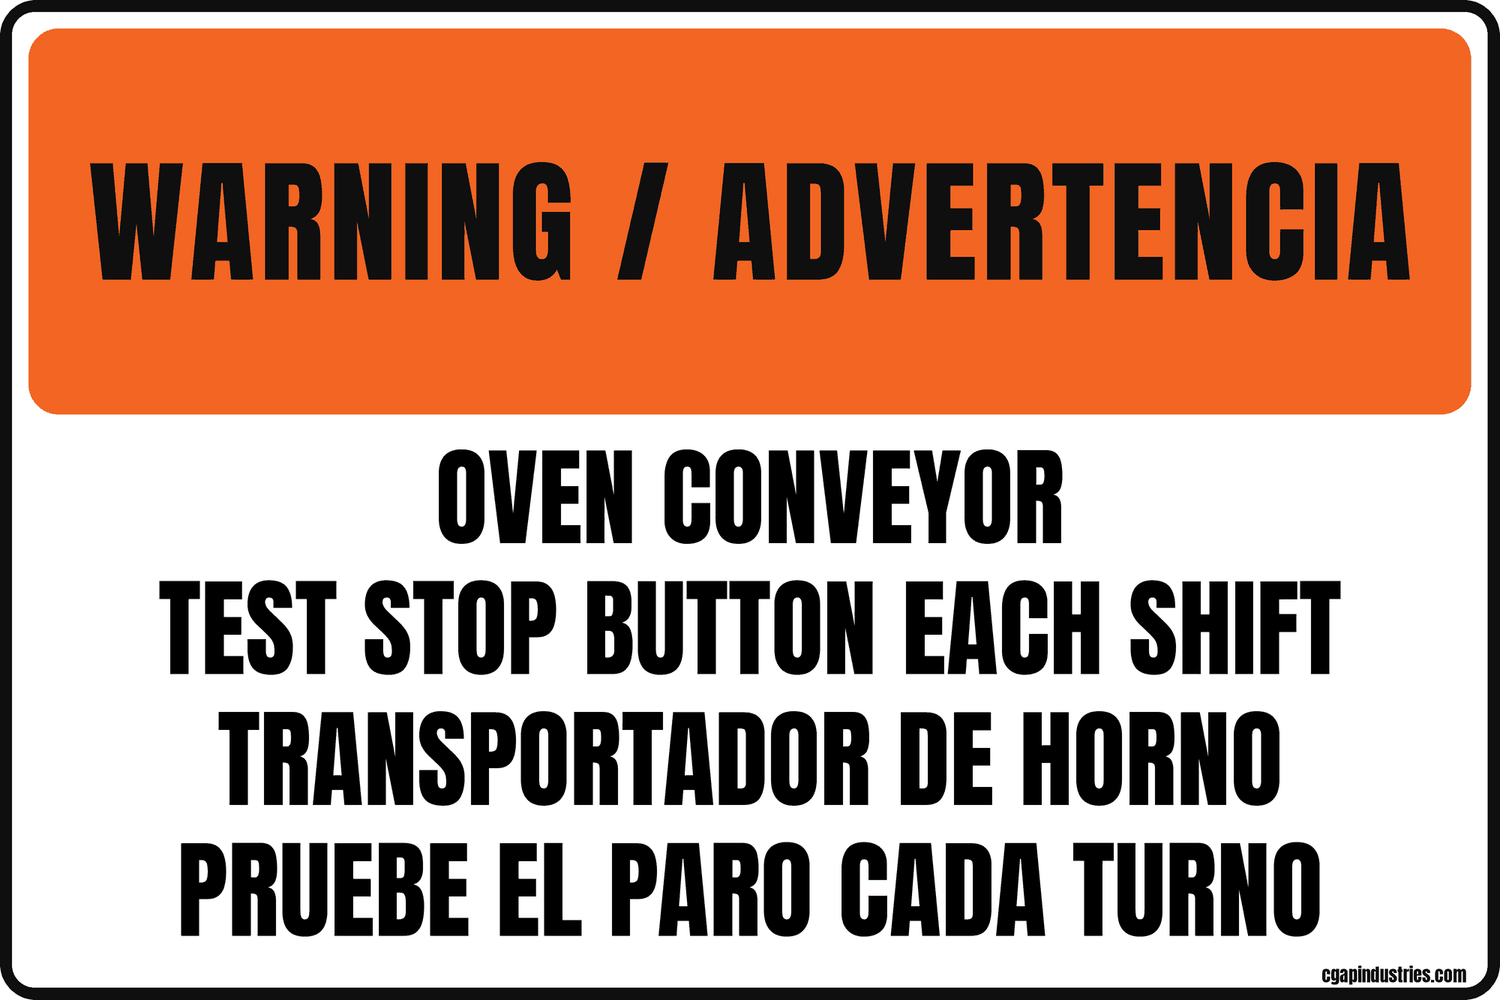 WARNING / ADVERTENCIA
OVEN CONVEYOR
TEST STOP BUTTON EACH SHIFT
TRANSPORTADOR DE HORNO
PRUEBE EL PARO CADA TURNO
cgapindustries.com